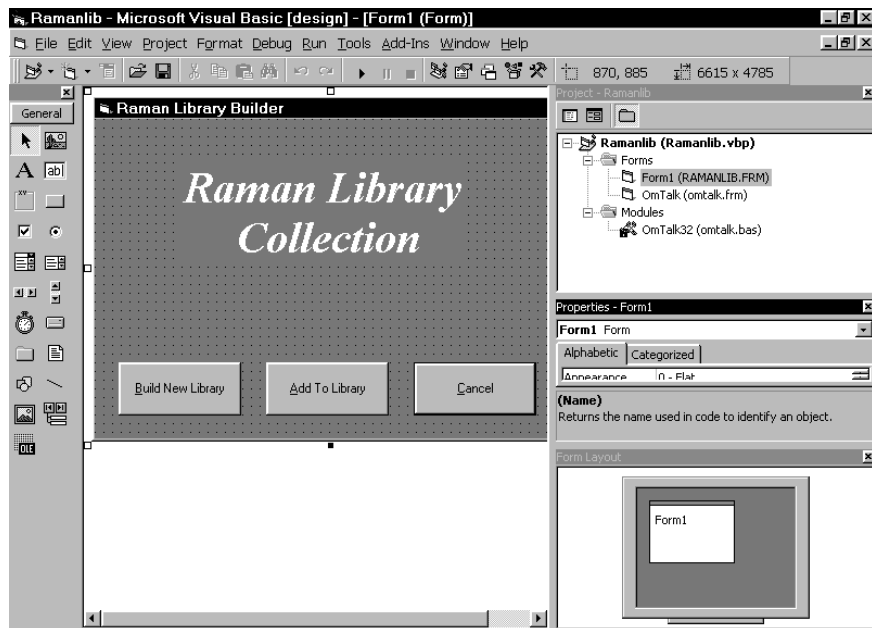 Ramanlib - Microsoft Visual Basic [design] - [Form1 (Form)]
File Edit View Project Format Debug Run Tools Add-Ins Window Help
870, 885 6615 x 4785
General
A
ab|
xv
OLE
Raman Library Builder
Raman Library
Collection
Build New Library
Add To Library
Cancel
Project - Ramanlib
Ramanlib (Ramanlib.vbp)
Forms
Form1 (RAMANLIB.FRM)
OmTalk (omtalk.frm)
Modules
OmTalk32 (omtalk.bas)
Properties - Form1
Form1 Form
Alphabetic Categorized
Appearance 0 - Flat
(Name)
Returns the name used in code to identify an object.
Form Layout
Form1